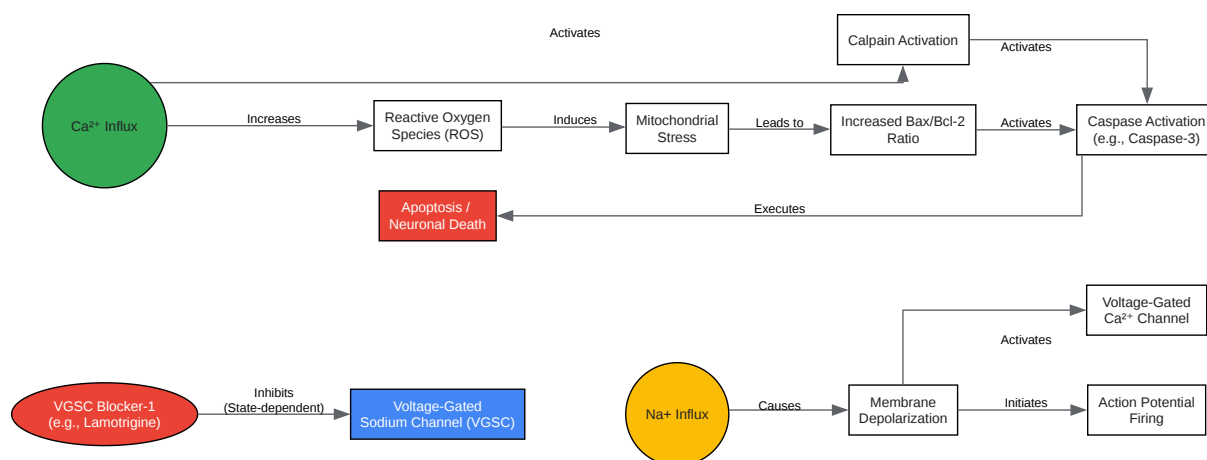 Activates
Calpain Activation
Activates
Ca²⁺ Influx
Increases
Reactive Oxygen
Species (ROS)
Induces
Mitochondrial
Stress
Leads to
Increased Bax/Bcl-2
Ratio
Activates
Caspase Activation
(e.g., Caspase-3)
Apoptosis /
Neuronal Death
Executes
Voltage-Gated
Ca²⁺ Channel
Activates
VGSC Blocker-1
(e.g., Lamotrigine)
Inhibits
(State-dependent)
Voltage-Gated
Sodium Channel (VGSC)
Na+ Influx
Causes
Membrane
Depolarization
Initiates
Action Potential
Firing